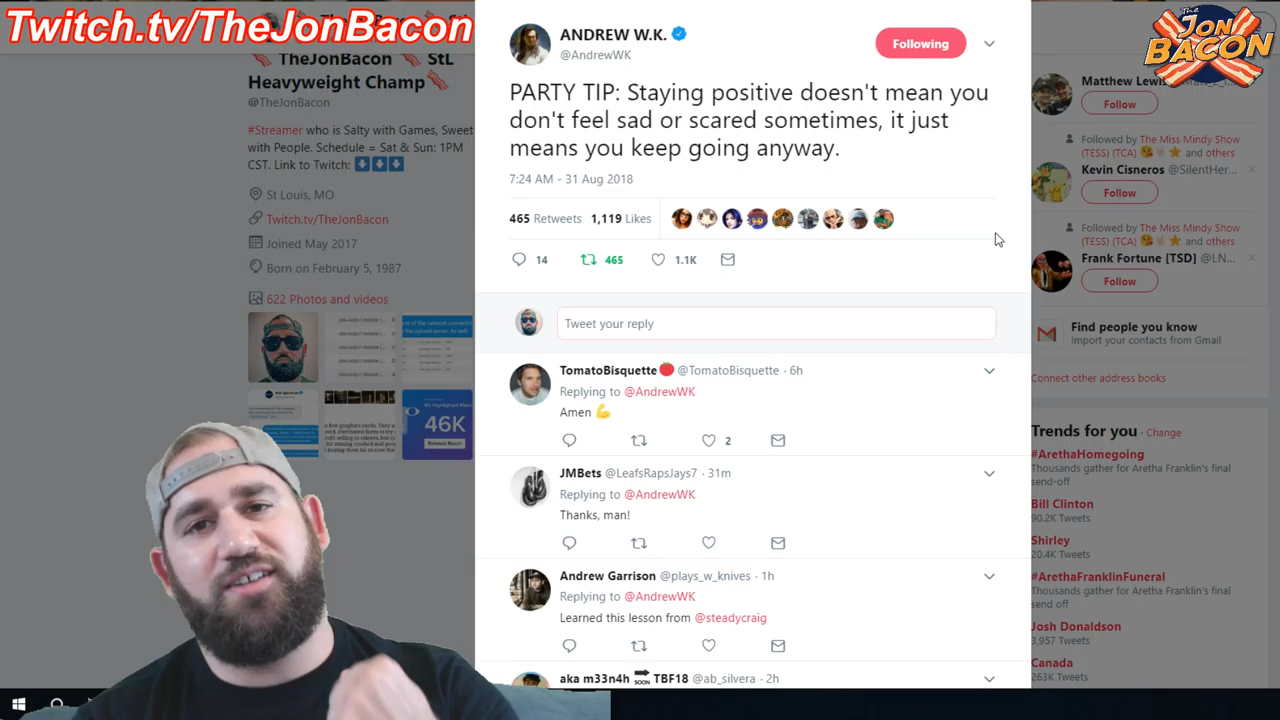 Twitch.tv/TheJonBacon
The
JON
BACON
TheJonBacon StL
Heavyweight Champ
@TheJonBacon
#Streamer who is Salty with Games, Sweet
with People. Schedule = Sat & Sun: 1PM
CST. Link to Twitch:
St Louis, MO
Twitch.tv/TheJonBacon
Joined May 2017
Born on February 5, 1987
622 Photos and videos
46K
ANDREW W.K.
@AndrewWK
Following
PARTY TIP: Staying positive doesn't mean you
don't feel sad or scared sometimes, it just
means you keep going anyway.
7:24 AM - 31 Aug 2018
465 Retweets 1,119 Likes
14 465 1.1K
Tweet your reply
TomatoBisquette🍅 @TomatoBisquette · 6h
Replying to @AndrewWK
Amen 💪
2
JMBets @LeafsRapsJays7 · 31m
Replying to @AndrewWK
Thanks, man!
Andrew Garrison @plays_w_knives · 1h
Replying to @AndrewWK
Learned this lesson from @steadycraig
aka m33n4h SOON TBF18 @ab_silvera · 2h
Matthew Lewis
Follow
Followed by The Miss Mindy Show
(TESS) (TCA) and others
Kevin Cisneros @SilentHer...
Follow
Followed by The Miss Mindy Show
(TESS) (TCA) and others
Frank Fortune [TSD] @LN...
Follow
Find people you know
Import your contacts from Gmail
Connect other address books
Trends for you · Change
#ArethaHomegoing
Thousands gather for Aretha Franklin's final
send-off
Bill Clinton
90.2K Tweets
Shirley
20.4K Tweets
#ArethaFranklinFuneral
Thousands gather for Aretha Franklin's final
send off
Josh Donaldson
3,957 Tweets
Canada
263K Tweets